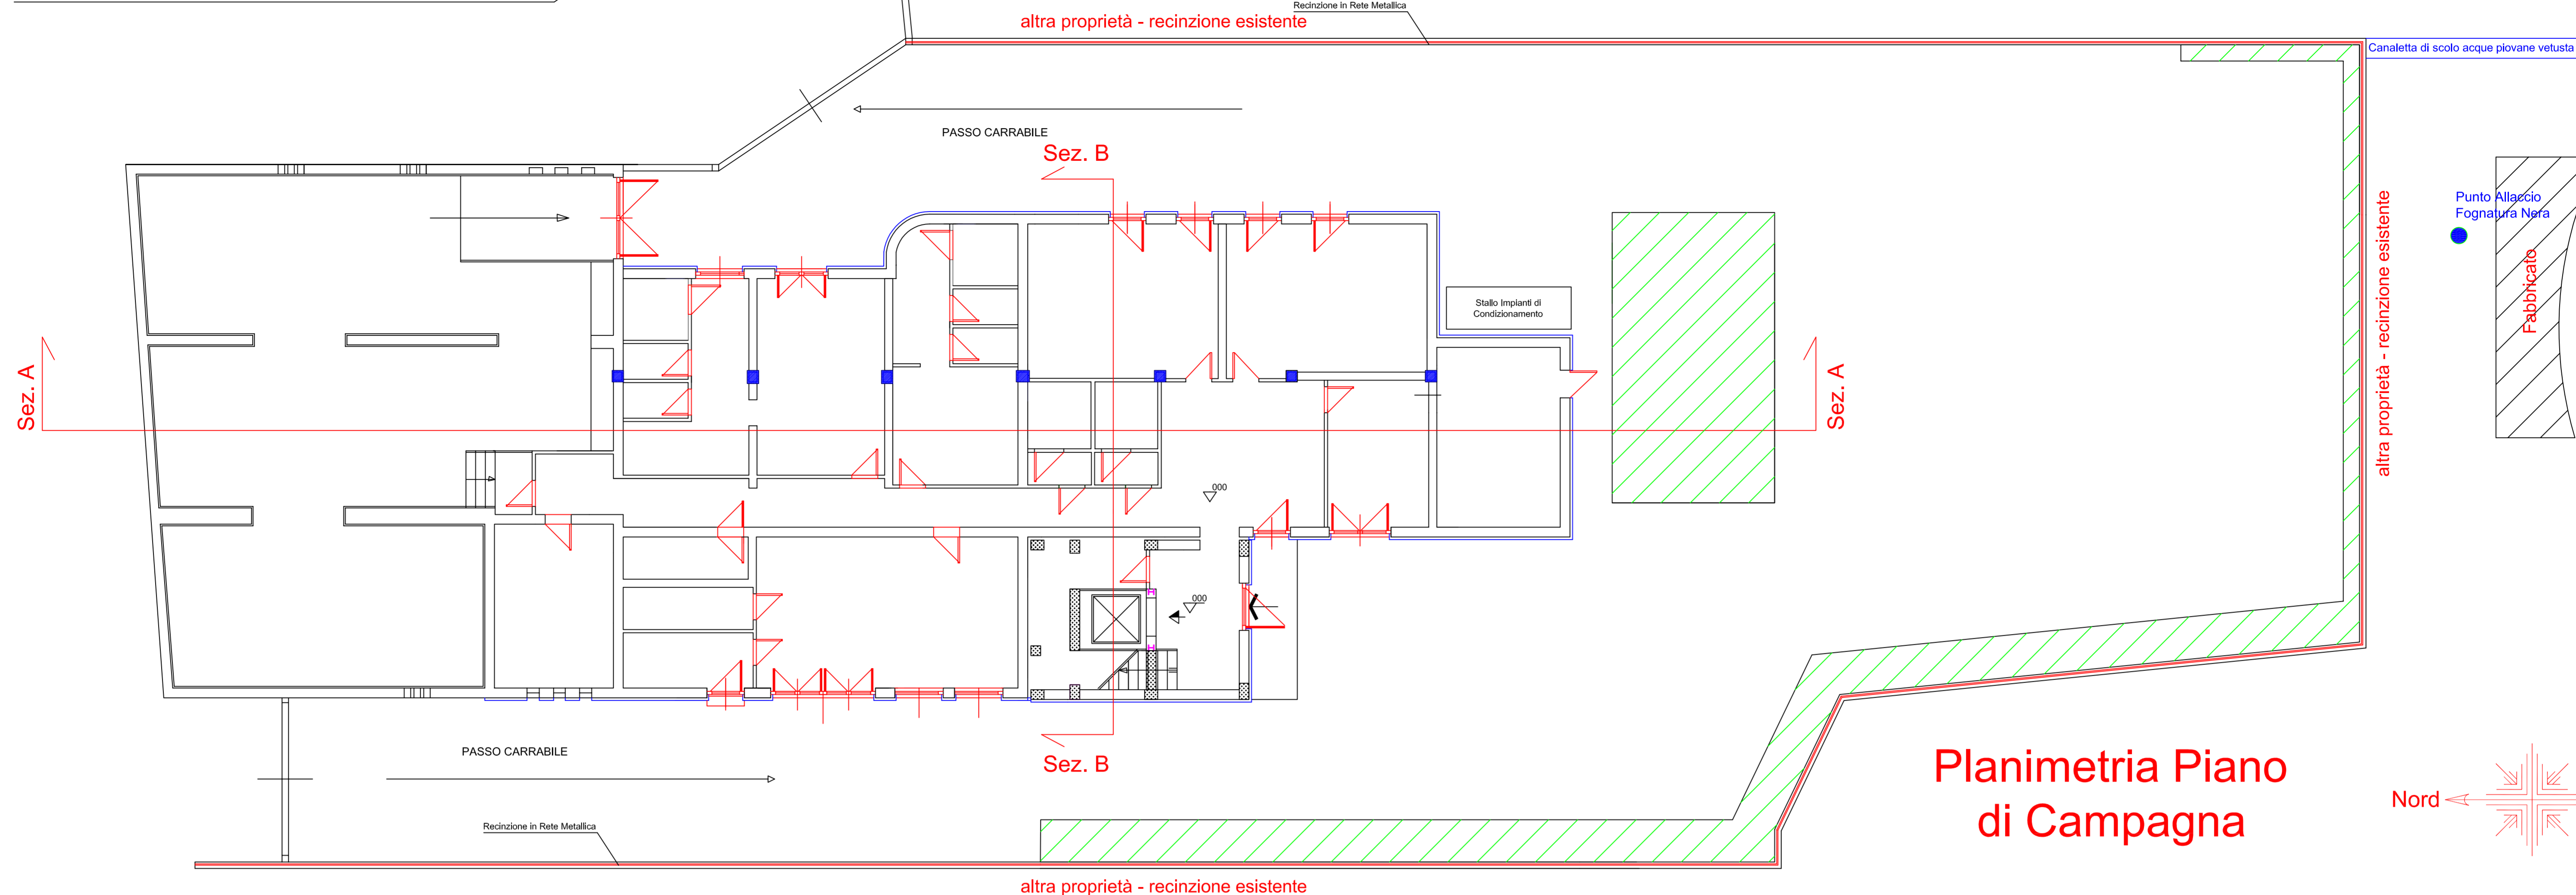 Recinzione in Rete Metallica
altra proprietà - recinzione esistente
Canaletta di scolo acque piovane vetusta
PASSO CARRABILE
Sez. B
Punto Allaccio
Fognatura Nera
altra proprietà - recinzione esistente
Fabbricato
Stallo Impianti di
Condizionamento
Sez. A
Sez. A
000
000
PASSO CARRABILE
Sez. B
Planimetria Piano
di Campagna
Nord
Recinzione in Rete Metallica
altra proprietà - recinzione esistente